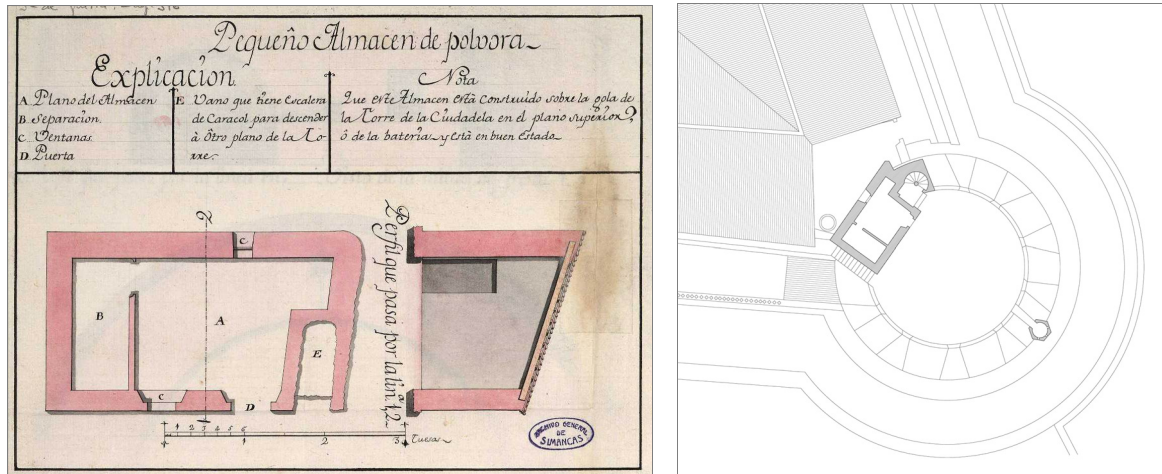 Pequeño Almacen de polvora
Explicacion.
A. Plano del Almacen
B. Separacion.
C. Ventanas.
D. Puerta
E Vano que tiene Escalera
de Caracol para descender
à ôtro plano de la To-
rre.
Nota
Que este Almacen està Construido sobre la gola de
la Torre de la Ciudadela en el plano superior,
ò de la bateria, y està en buen estado
2
C
B
A
E
C
D
Perfil que pasa por la lin.ª 1,2
1 2 3 4 5 6
1 2 3 Tuesas
ARCHIVO GENERAL
DE
SIMANCAS